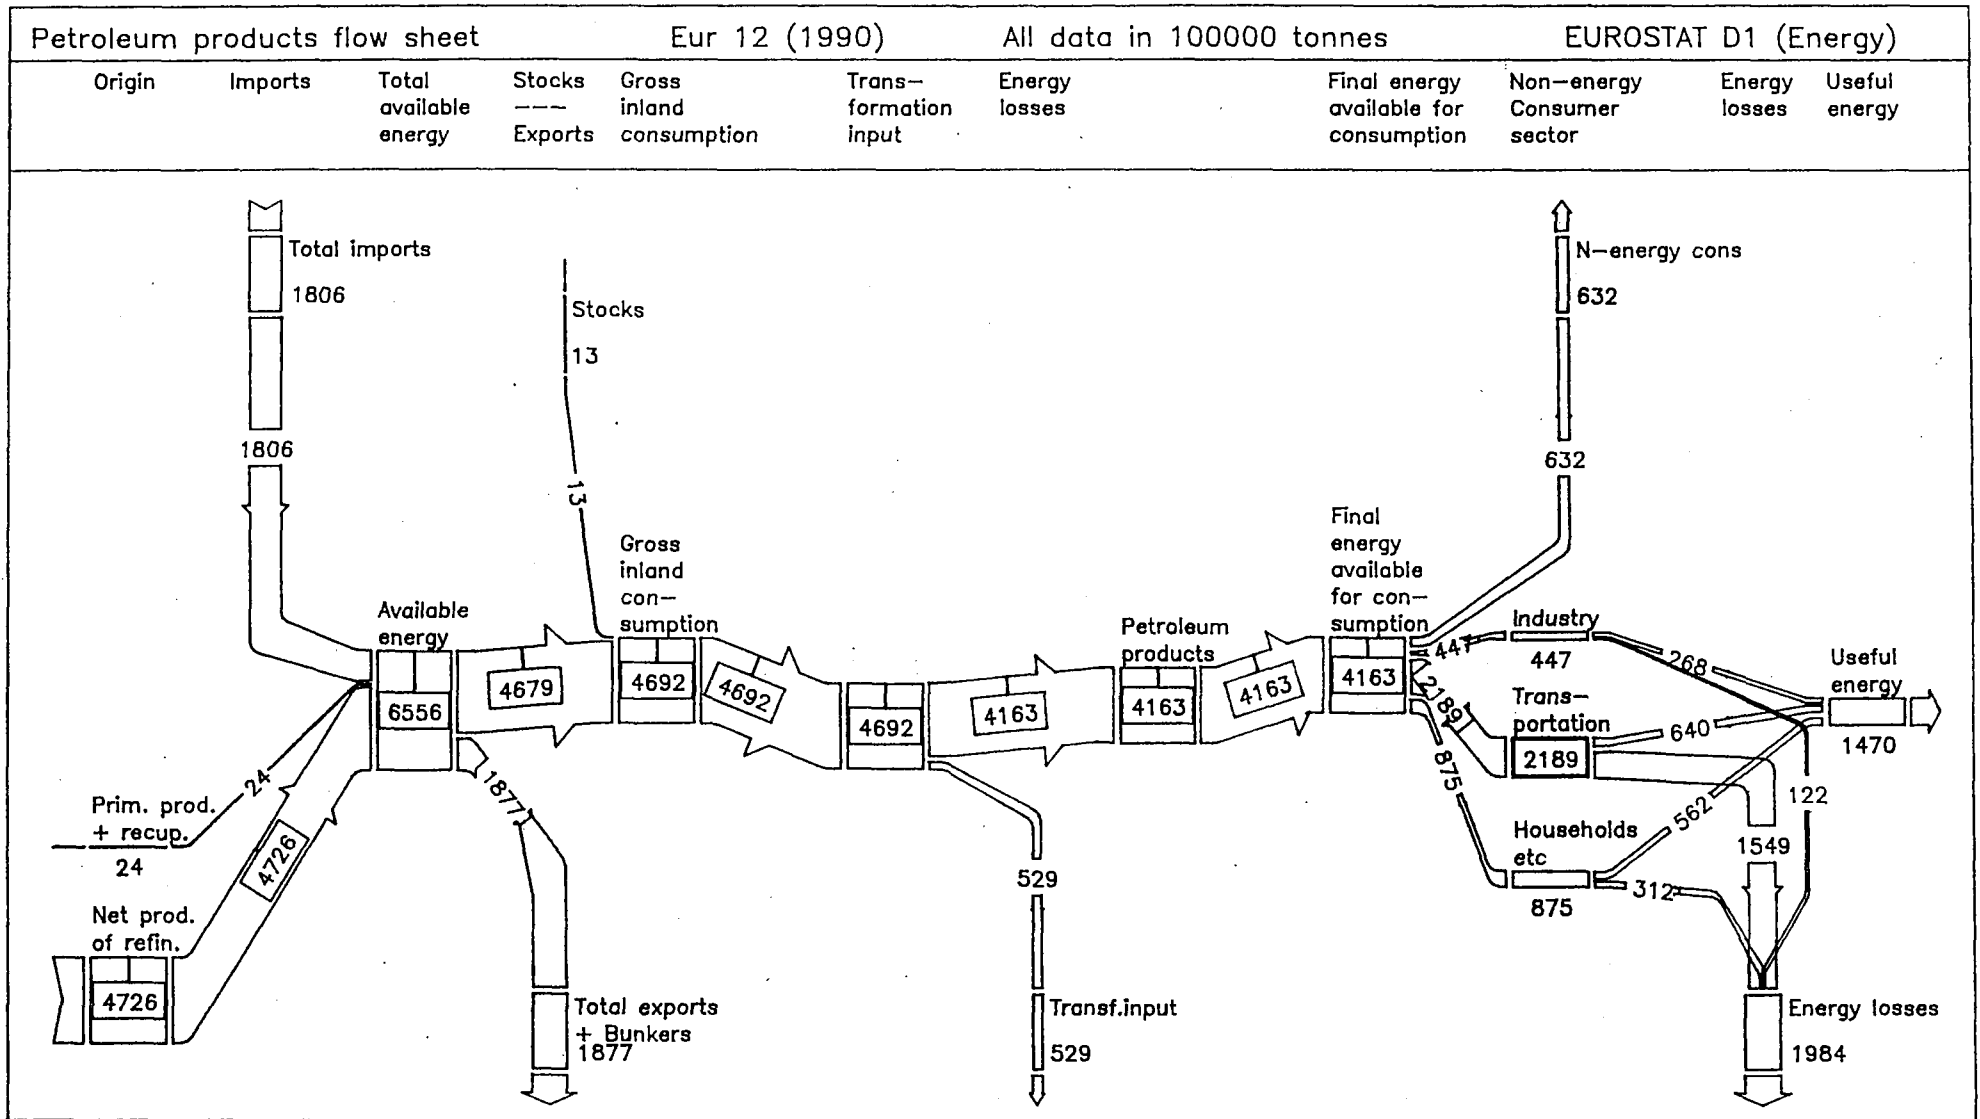 Petroleum products flow sheet Eur 12 (1990) All data in 100000 tonnes EUROSTAT D1 (Energy)
Origin
Imports
Total
available
energy
Stocks
---
Exports
Gross
inland
consumption
Trans-
formation
input
Energy
losses
Final energy
available for
consumption
Non-energy
Consumer
sector
Energy
losses
Useful
energy
Total imports
1806
1806
Stocks
13
13
N-energy cons
632
632
Available
energy
6556
4679
Gross
inland
con-
sumption
4692
4692
4692
4163
Petroleum
products
4163
4163
Final
energy
available
for con-
sumption
4163
447
Industry
447
268
2189
Trans-
portation
2189
640
Useful
energy
1470
875
Households
etc
875
562
312
122
1549
24
Prim. prod.
+ recup.
24
4726
Net prod.
of refin.
4726
1877
Total exports
+ Bunkers
1877
529
Transf.input
529
Energy losses
1984